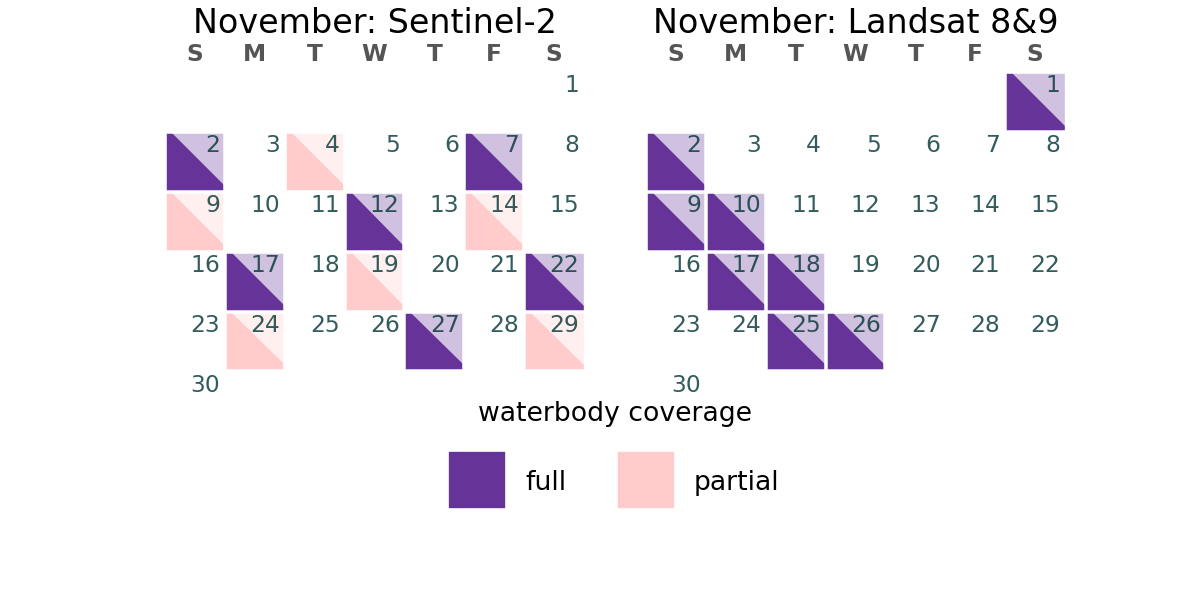 November: Sentinel-2
S M T W T F S
1
2 3 4 5 6 7 8
9 10 11 12 13 14 15
16 17 18 19 20 21 22
23 24 25 26 27 28 29
30
November: Landsat 8&9
S M T W T F S
1
2 3 4 5 6 7 8
9 10 11 12 13 14 15
16 17 18 19 20 21 22
23 24 25 26 27 28 29
30
waterbody coverage
full
partial